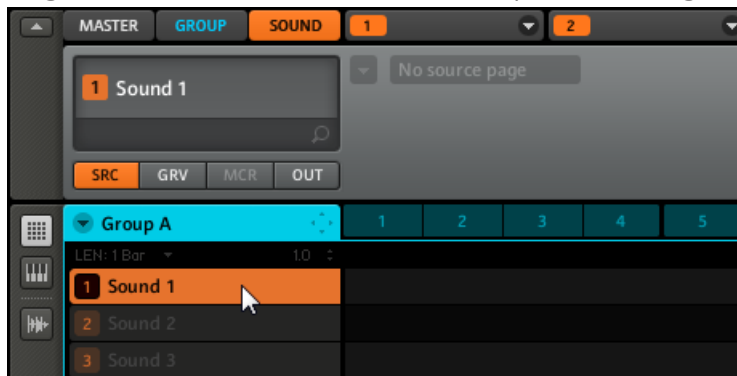 MASTER GROUP SOUND 1 2
1 Sound 1
No source page
SRC GRV MCR OUT
Group A 1 2 3 4 5
LEN: 1 Bar 1.0
1 Sound 1
2 Sound 2
3 Sound 3